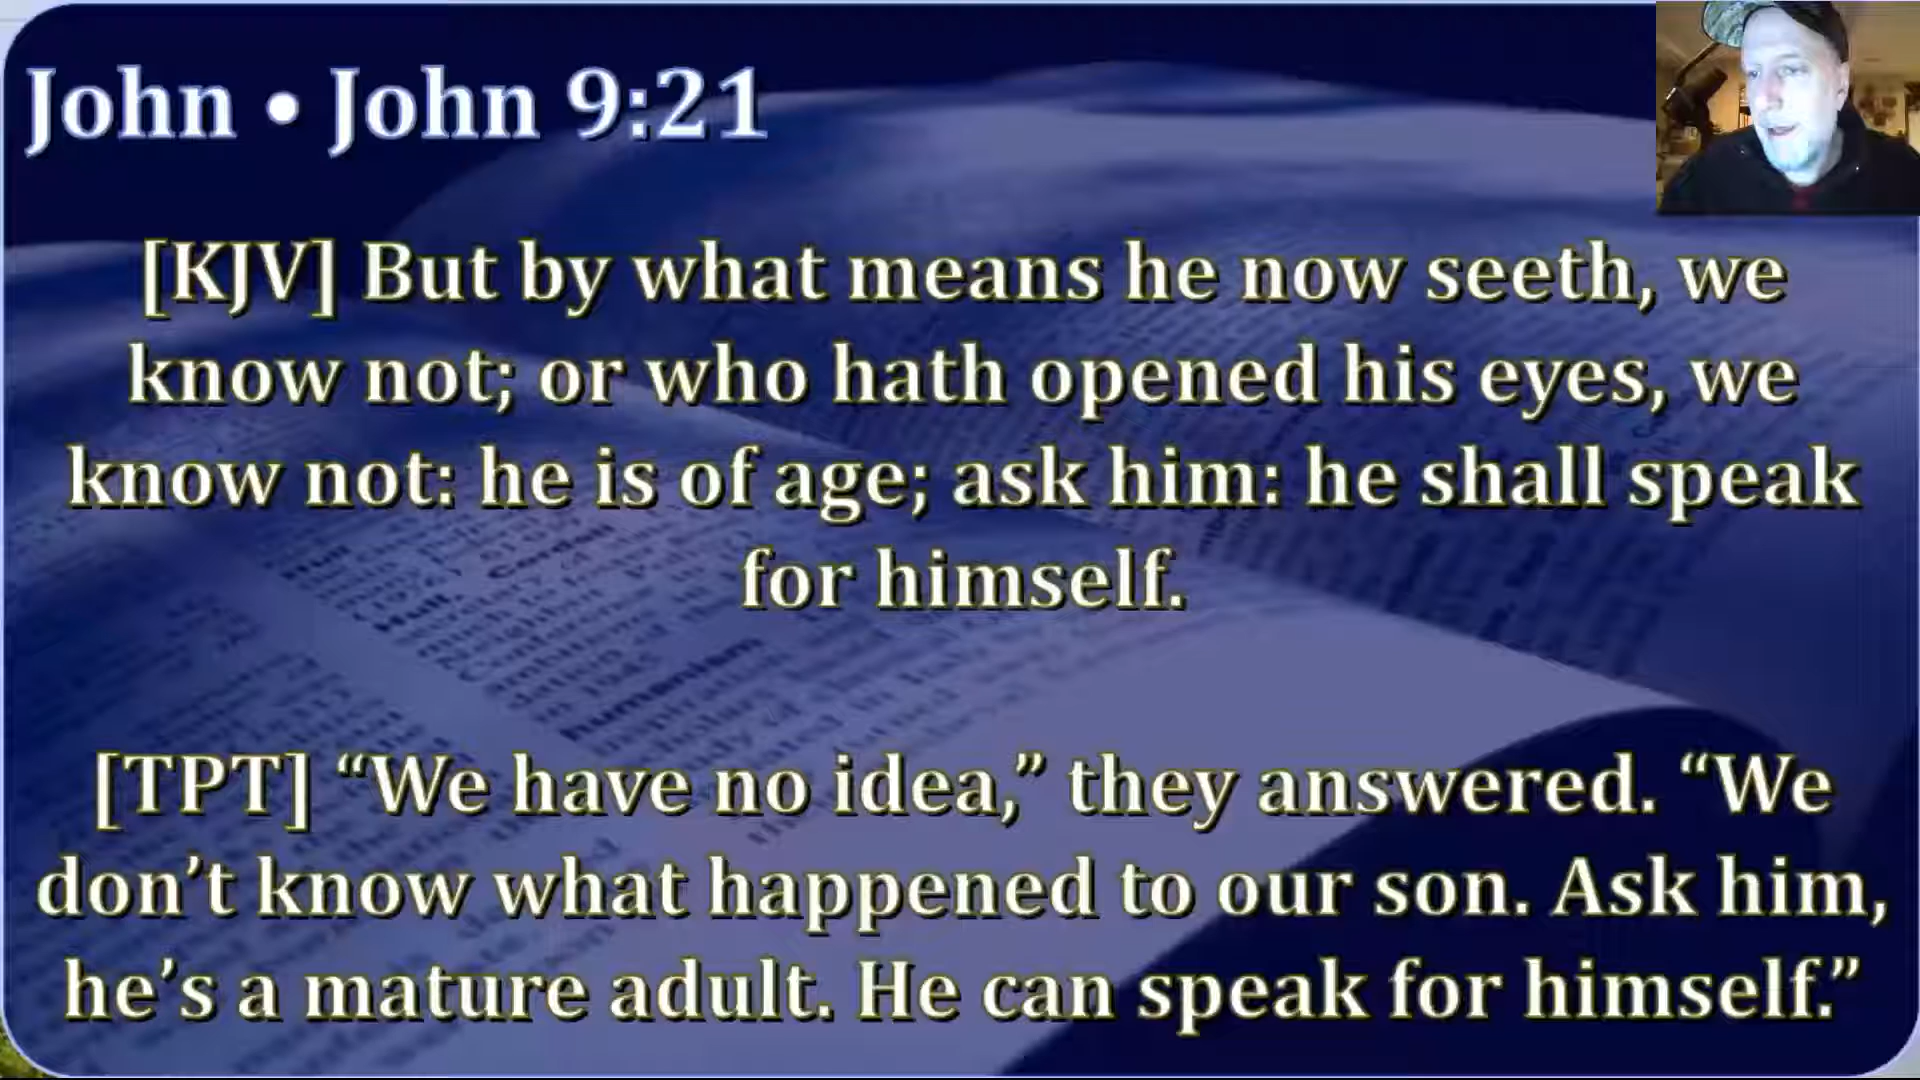 John • John 9:21
[KJV] But by what means he now seeth, we
know not; or who hath opened his eyes, we
know not: he is of age; ask him: he shall speak
for himself.
[TPT] “We have no idea,” they answered. “We
don’t know what happened to our son. Ask him,
he’s a mature adult. He can speak for himself.”